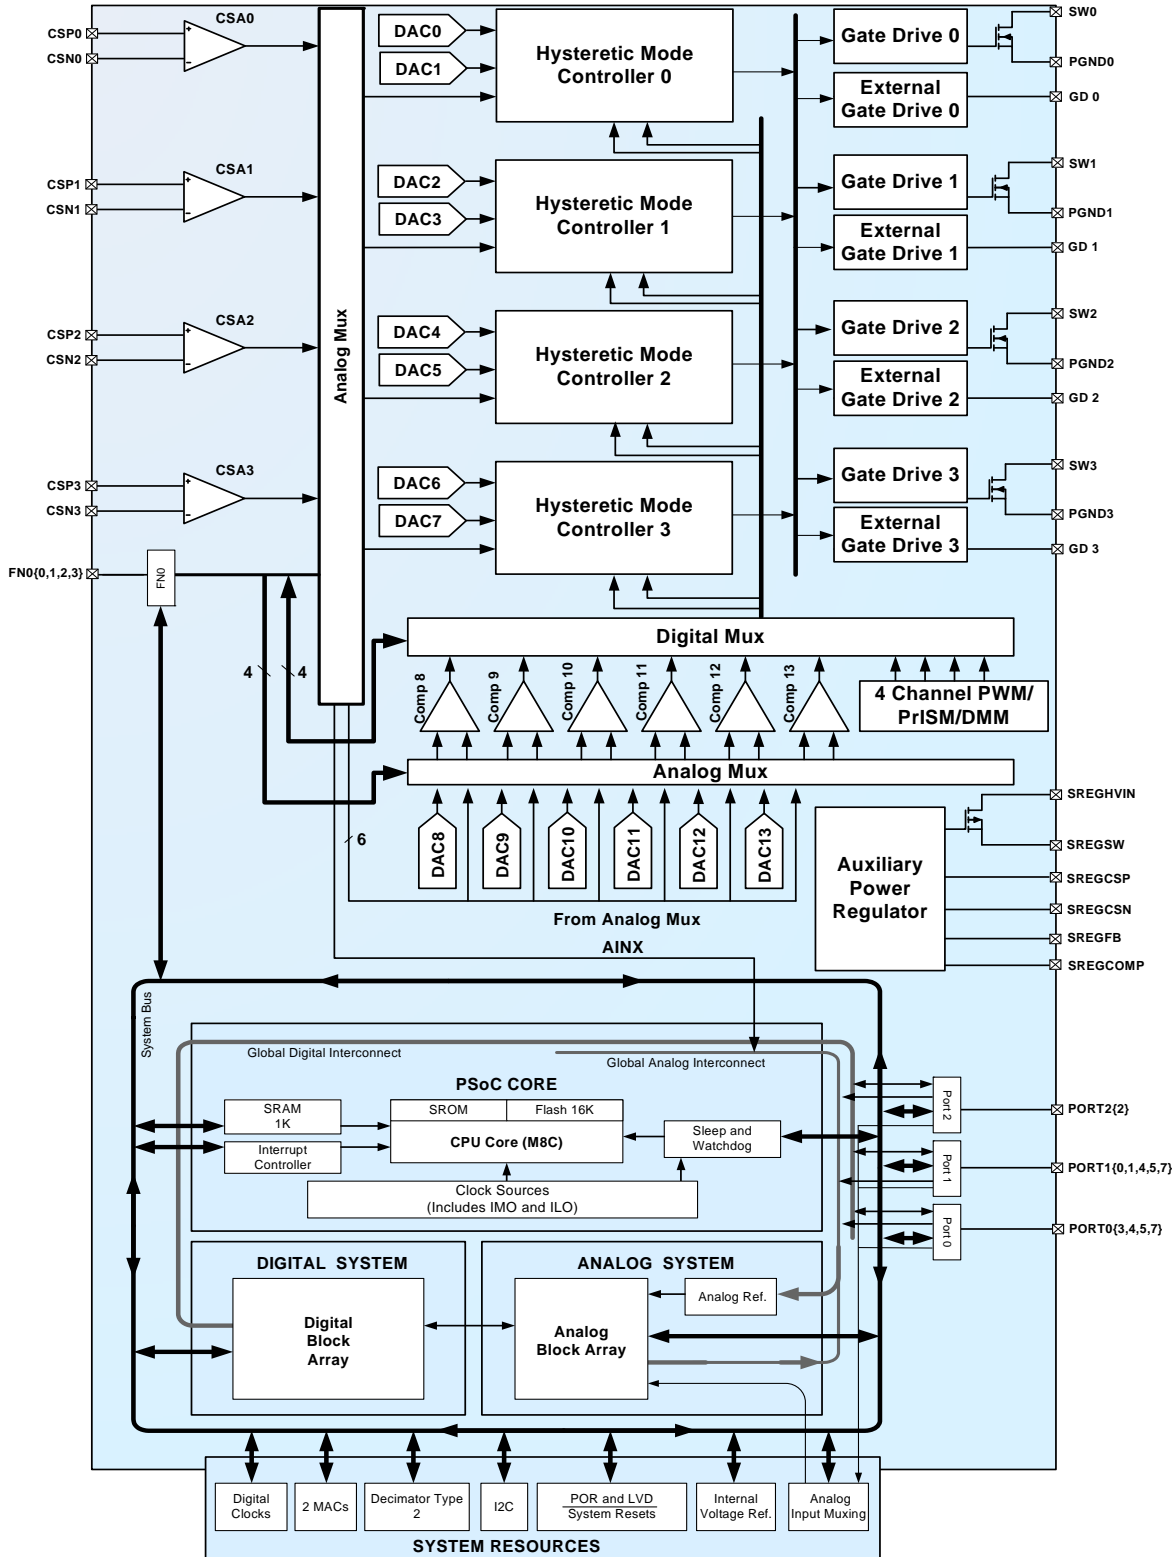 CSA0
CSP0
CSN0
DAC0
DAC1
Hysteretic Mode
Controller 0
Gate Drive 0
External
Gate Drive 0
SW0
PGND0
GD 0
CSA1
CSP1
CSN1
DAC2
DAC3
Hysteretic Mode
Controller 1
Gate Drive 1
External
Gate Drive 1
SW1
PGND1
GD 1
Analog Mux
CSA2
CSP2
CSN2
DAC4
DAC5
Hysteretic Mode
Controller 2
Gate Drive 2
External
Gate Drive 2
SW2
PGND2
GD 2
CSA3
CSP3
CSN3
DAC6
DAC7
Hysteretic Mode
Controller 3
Gate Drive 3
External
Gate Drive 3
SW3
PGND3
GD 3
FN0{0,1,2,3}
FN0
4
4
Digital Mux
Comp 8
Comp 9
Comp 10
Comp 11
Comp 12
Comp 13
4 Channel PWM/
PrISM/DMM
Analog Mux
6
DAC8
DAC9
DAC10
DAC11
DAC12
DAC13
From Analog Mux
AINX
Auxiliary
Power
Regulator
SREGHVIN
SREGSW
SREGCSP
SREGCSN
SREGFB
SREGCOMP
System Bus
Global Digital Interconnect
Global Analog Interconnect
PSoC CORE
SRAM
1K
SROM
Flash 16K
CPU Core (M8C)
Interrupt
Controller
Sleep and
Watchdog
Clock Sources
(Includes IMO and ILO)
Port 2
PORT2{2}
Port 1
PORT1{0,1,4,5,7}
Port 0
PORT0{3,4,5,7}
DIGITAL SYSTEM
Digital
Block
Array
ANALOG SYSTEM
Analog
Block Array
Analog Ref.
Digital
Clocks
2 MACs
Decimator Type
2
I2C
POR and LVD
System Resets
Internal
Voltage Ref.
Analog
Input Muxing
SYSTEM RESOURCES